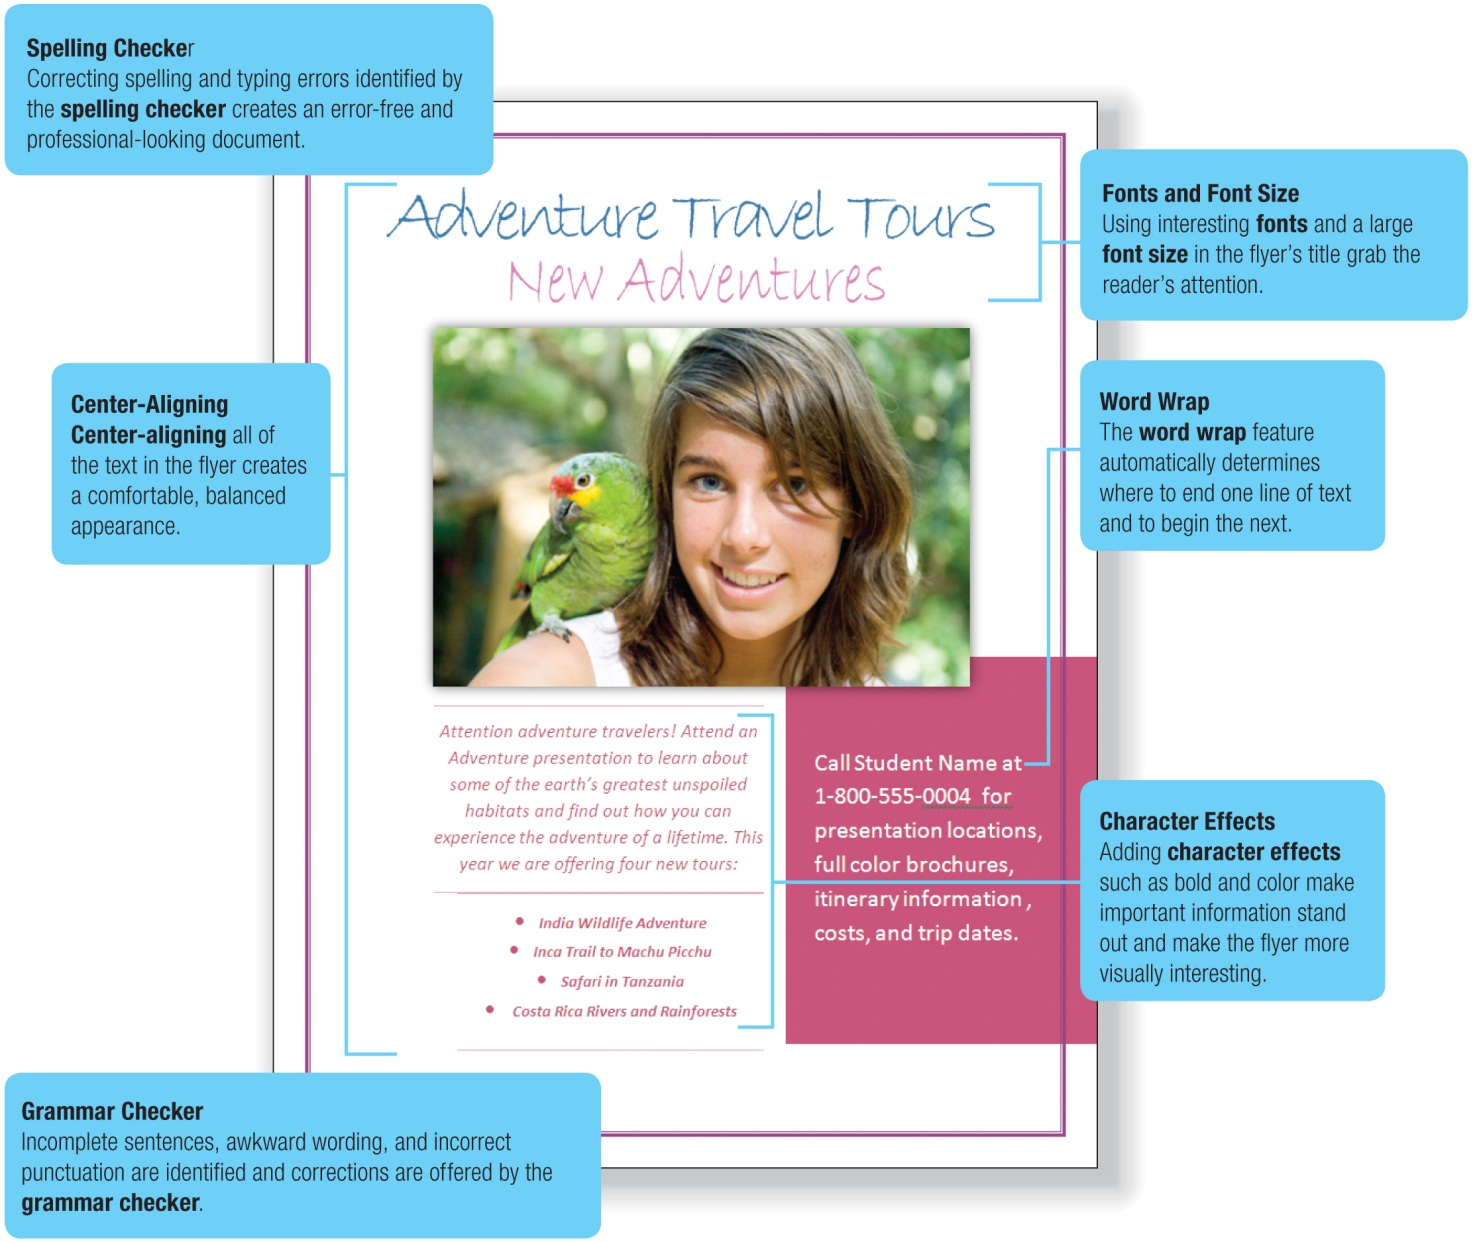 Spelling Checker
Correcting spelling and typing errors identified by
the spelling checker creates an error-free and
professional-looking document.
Adventure Travel Tours
New Adventures
Fonts and Font Size
Using interesting fonts and a large
font size in the flyer's title grab the
reader's attention.
Center-Aligning
Center-aligning all of
the text in the flyer creates
a comfortable, balanced
appearance.
Word Wrap
The word wrap feature
automatically determines
where to end one line of text
and to begin the next.
Attention adventure travelers! Attend an
Adventure presentation to learn about
some of the earth's greatest unspoiled
habitats and find out how you can
experience the adventure of a lifetime. This
year we are offering four new tours:
• India Wildlife Adventure
• Inca Trail to Machu Picchu
• Safari in Tanzania
• Costa Rica Rivers and Rainforests
Call Student Name at
1-800-555-0004 for
presentation locations,
full color brochures,
itinerary information ,
costs, and trip dates.
Character Effects
Adding character effects
such as bold and color make
important information stand
out and make the flyer more
visually interesting.
Grammar Checker
Incomplete sentences, awkward wording, and incorrect
punctuation are identified and corrections are offered by the
grammar checker.